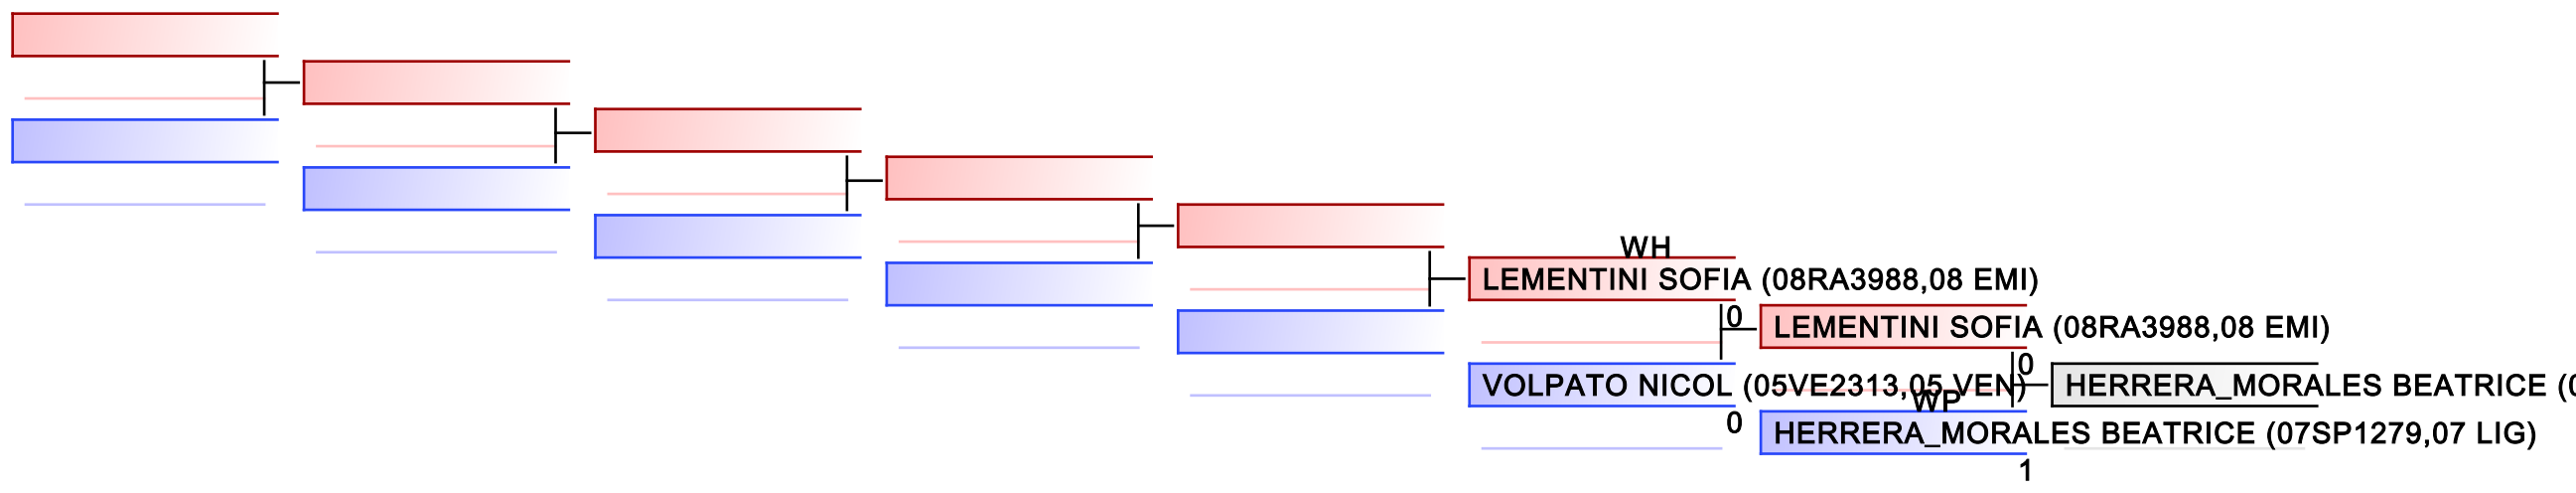 WH
LEMENTINI SOFIA (08RA3988,08 EMI)
0
LEMENTINI SOFIA (08RA3988,08 EMI)
0
VOLPATO NICOL (05VE2313,05 VEN)
HERRERA_MORALES BEATRICE (
WP
0
HERRERA_MORALES BEATRICE (07SP1279,07 LIG)
1